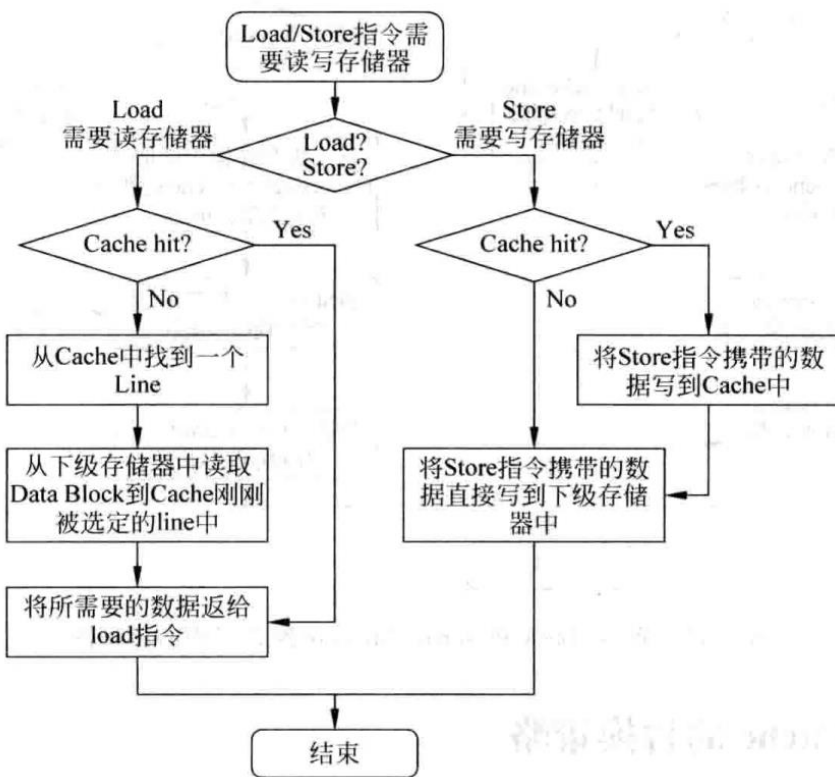 Load/Store指令需
要读写存储器
Load
需要读存储器
Store
需要写存储器
Load?
Store?
Cache hit?
Yes
Cache hit?
Yes
No
No
从Cache中找到一个
Line
将Store指令携带的数
据写到Cache中
从下级存储器中读取
Data Block到Cache刚刚
被选定的line中
将Store指令携带的数
据直接写到下级存储
器中
将所需要的数据返给
load指令
结束